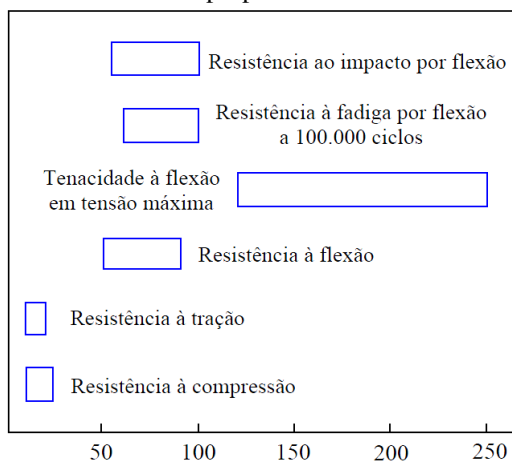 Resistência ao impacto por flexão
Resistência à fadiga por flexão
a 100.000 ciclos
Tenacidade à flexão
em tensão máxima
Resistência à flexão
Resistência à tração
Resistência à compressão
50 100 150 200 250